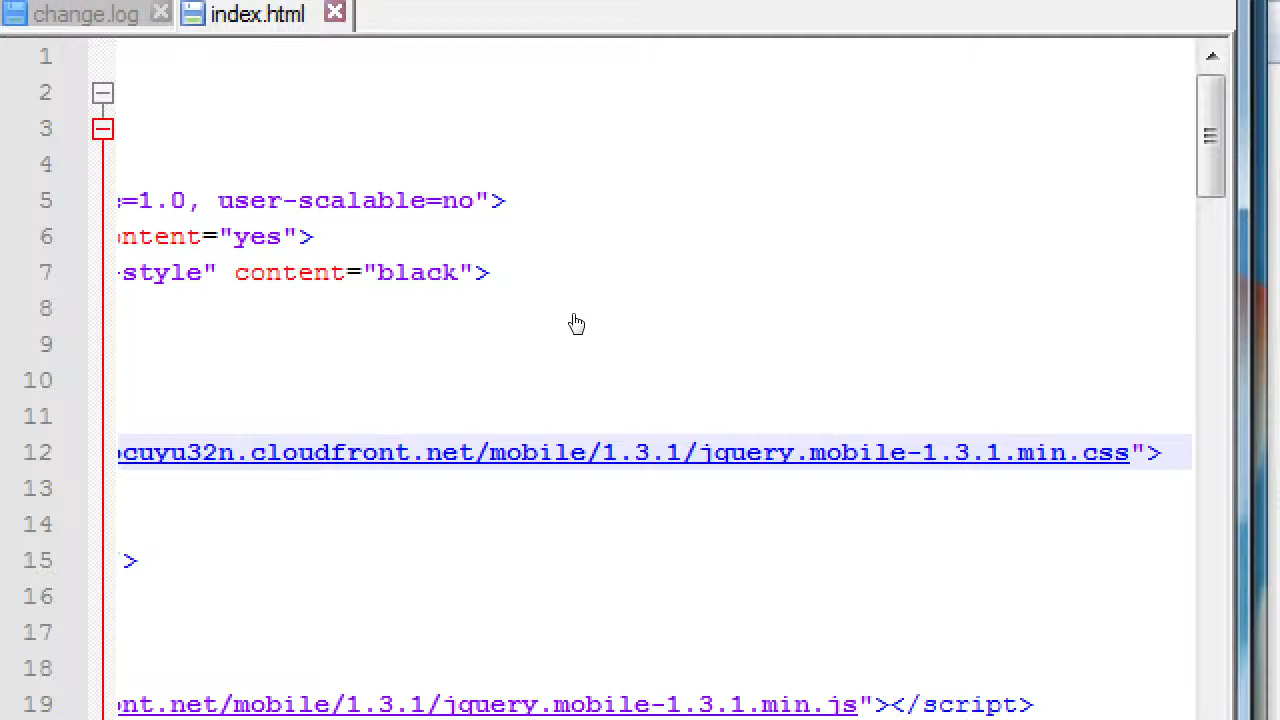 change.log index.html
1
2
3
4
5 =1.0, user-scalable=no">
6 ontent="yes">
7 -style" content="black">
8
9
10
11
12 ocuyu32n.cloudfront.net/mobile/1.3.1/jquery.mobile-1.3.1.min.css">
13
14
15 ">
16
17
18
19 ont.net/mobile/1.3.1/jquery.mobile-1.3.1.min.js"></script>